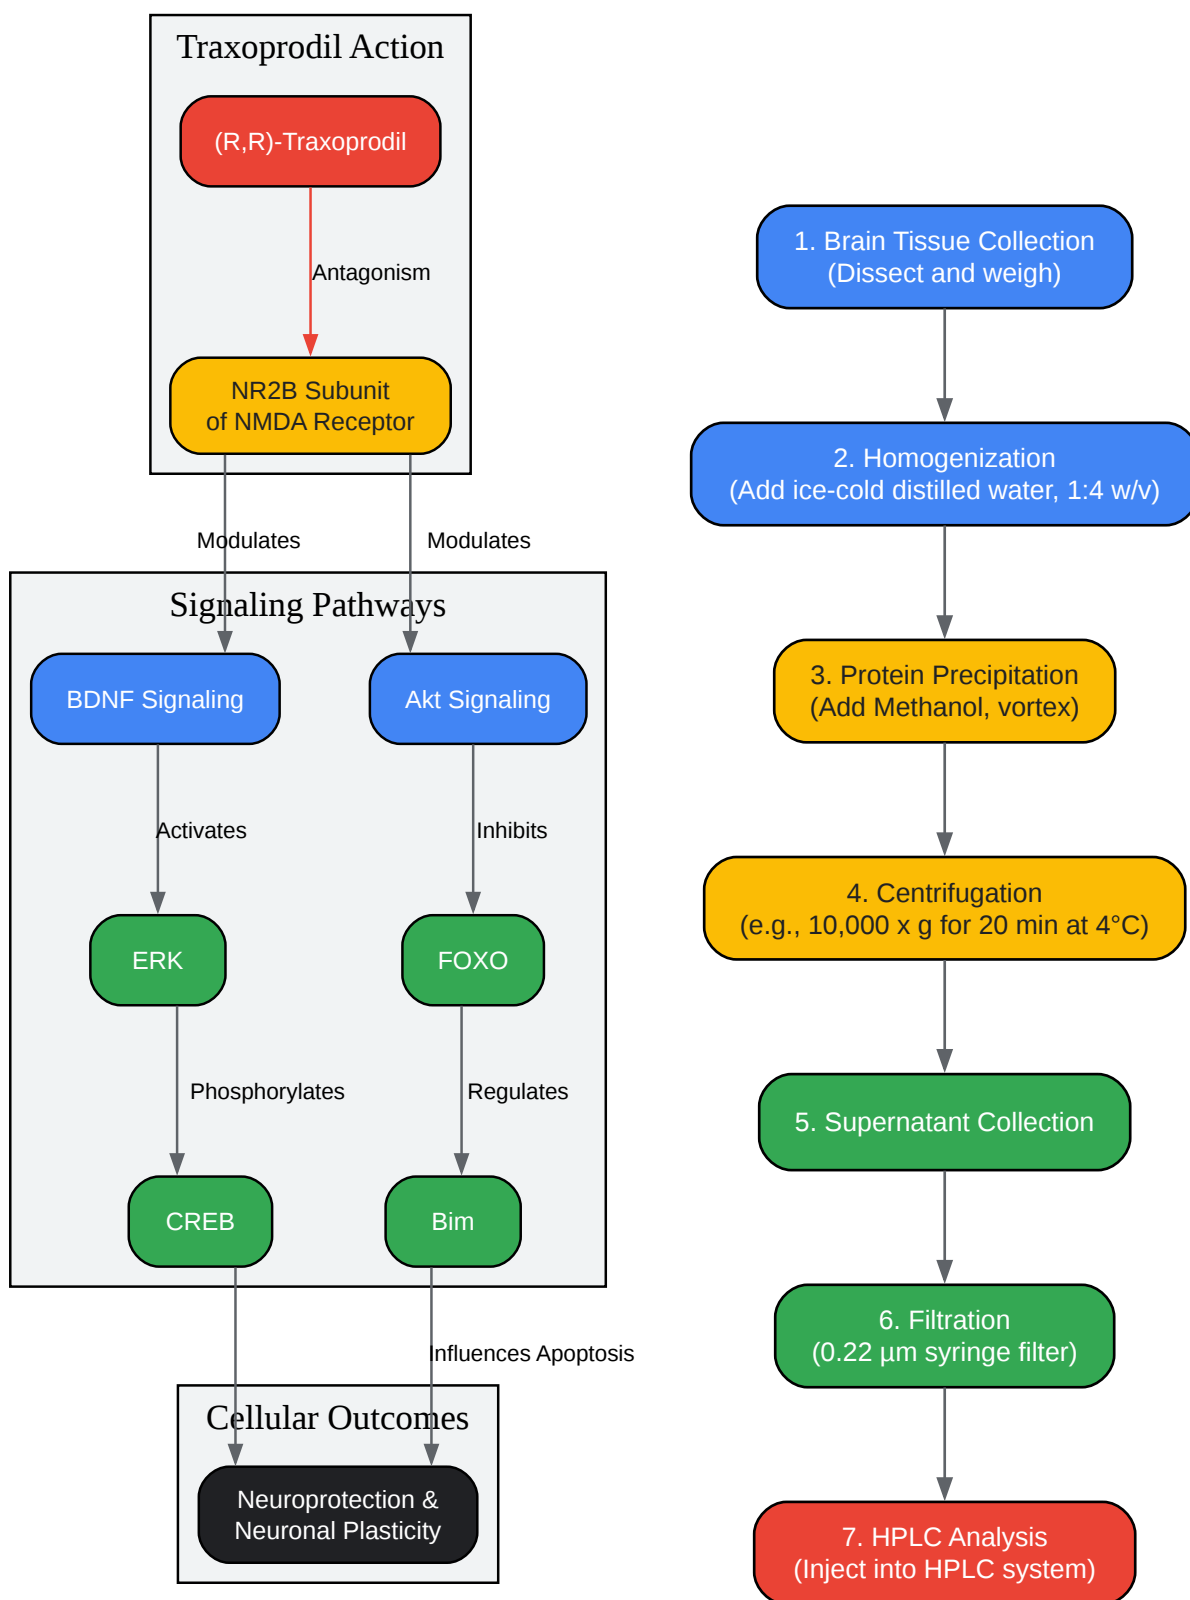 Traxoprodil Action
(R,R)-Traxoprodil
Antagonism
NR2B Subunit
of NMDA Receptor
Modulates
Modulates
Signaling Pathways
BDNF Signaling
Akt Signaling
Activates
Inhibits
ERK
FOXO
Phosphorylates
Regulates
CREB
Bim
Influences Apoptosis
Cellular Outcomes
Neuroprotection &
Neuronal Plasticity
1. Brain Tissue Collection
(Dissect and weigh)
2. Homogenization
(Add ice-cold distilled water, 1:4 w/v)
3. Protein Precipitation
(Add Methanol, vortex)
4. Centrifugation
(e.g., 10,000 x g for 20 min at 4°C)
5. Supernatant Collection
6. Filtration
(0.22 µm syringe filter)
7. HPLC Analysis
(Inject into HPLC system)